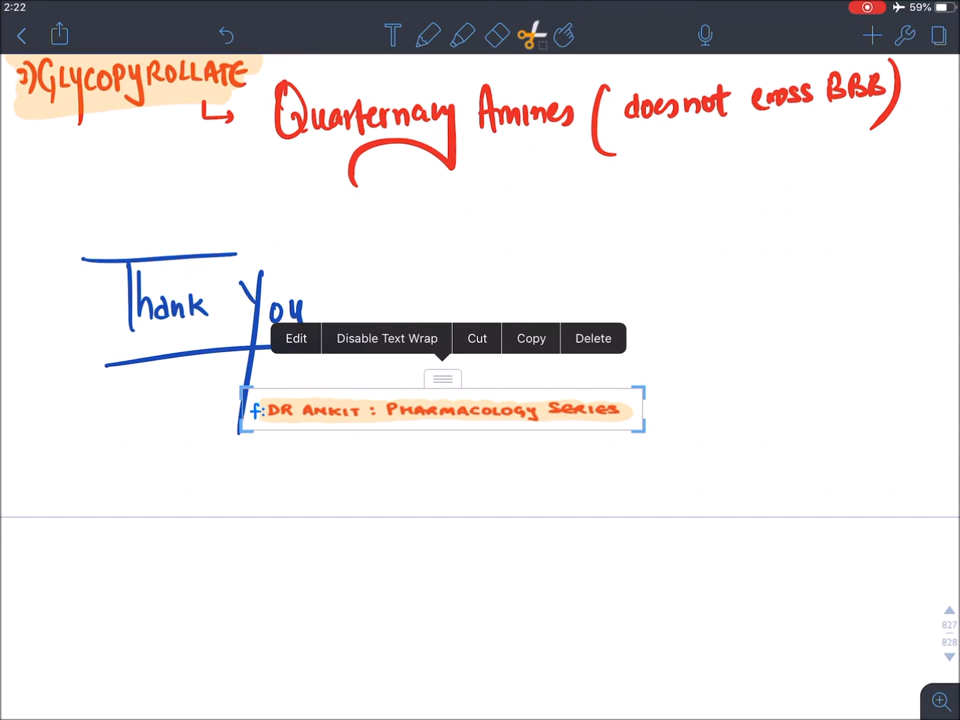 2:22
59%
3)GLYCOPYROLLATE
Quarternary Amines (does not cross BBB)
Thank You
Edit Disable Text Wrap Cut Copy Delete
f: DR ANKIT : PHARMACOLOGY SERIES
827
828